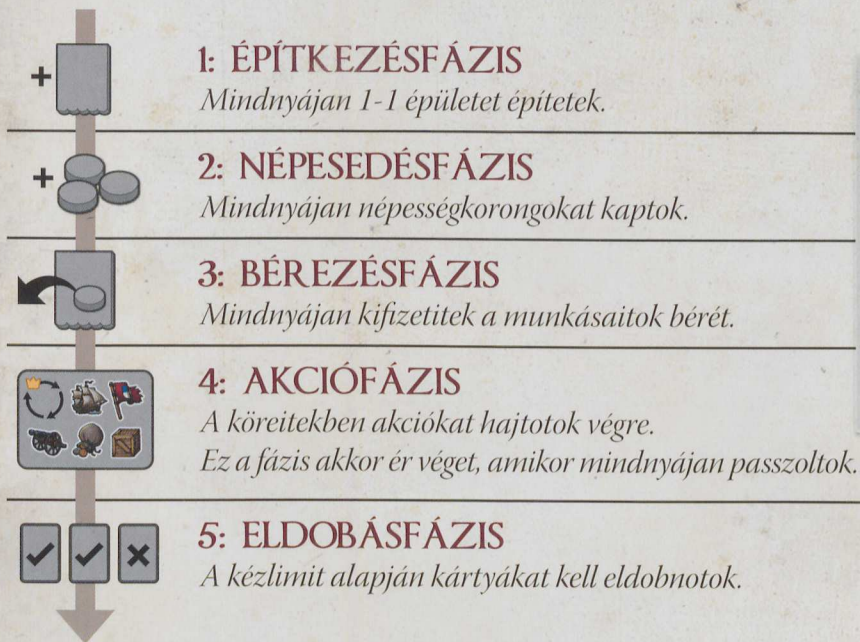 1: ÉPÍTKEZÉSFÁZIS
Mindnyájan 1-1 épületet építetek.
2: NÉPESEDÉSFÁZIS
Mindnyájan népességkorongokat kaptok.
3: BÉREZÉSFÁZIS
Mindnyájan kifizetitek a munkásaitok bérét.
4: AKCIÓFÁZIS
A köreitekben akciókat hajtotok végre.
Ez a fázis akkor ér véget, amikor mindnyájan passzoltok.
5: ELDOBÁSFÁZIS
A kézlimit alapján kártyákat kell eldobnotok.